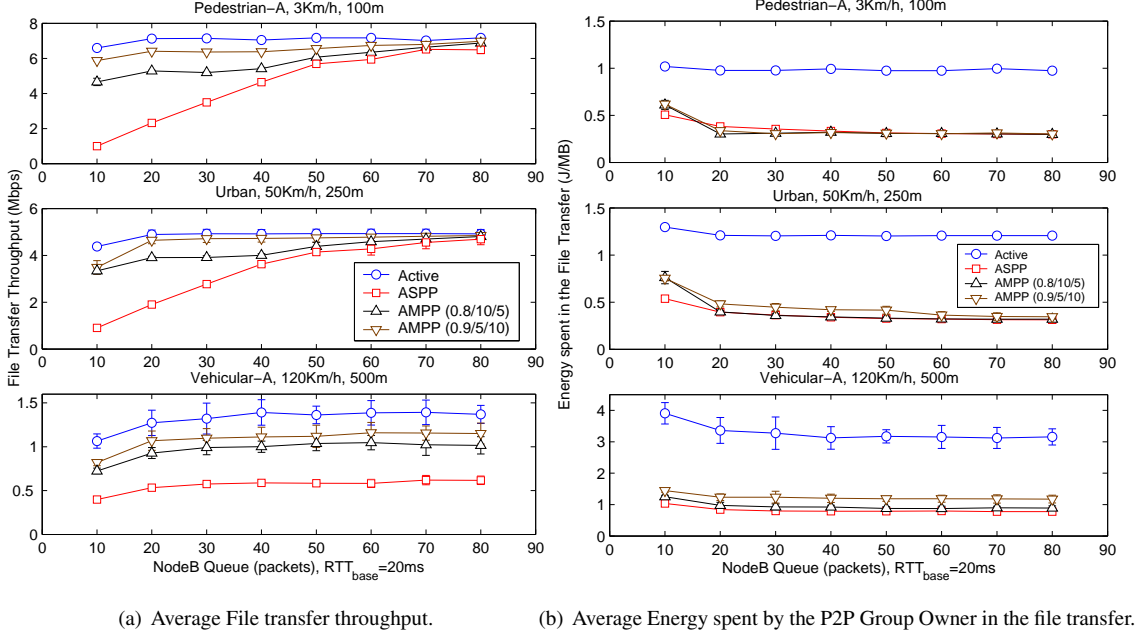 Pedestrian-A, 3Km/h, 100m
8
6
4
2
0
0 10 20 30 40 50 60 70 80 90
Urban, 50Km/h, 250m
6
4
2
0
0 10 20 30 40 50 60 70 80 90
Active
ASPP
AMPP (0.8/10/5)
AMPP (0.9/5/10)
Vehicular-A, 120Km/h, 500m
1.5
1
0.5
0
0 10 20 30 40 50 60 70 80 90
File Transfer Throughput (Mbps)
NodeB Queue (packets), RTTbase=20ms
(a) Average File transfer throughput.
Pedestrian-A, 3Km/h, 100m
1.5
1
0.5
0
0 10 20 30 40 50 60 70 80 90
Urban, 50Km/h, 250m
1.5
1
0.5
0
0 10 20 30 40 50 60 70 80 90
Active
ASPP
AMPP (0.8/10/5)
AMPP (0.9/5/10)
Vehicular-A, 120Km/h, 500m
4
3
2
1
0
0 10 20 30 40 50 60 70 80 90
Energy spent in the File Transfer (J/MB)
NodeB Queue (packets), RTTbase=20ms
(b) Average Energy spent by the P2P Group Owner in the file transfer.